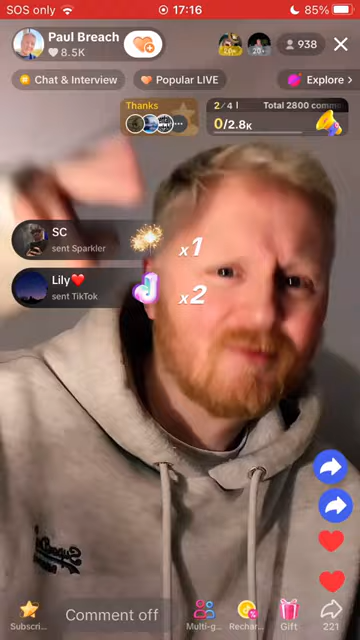 SOS only 17:16 85%
Paul Breach
8.5K
20+
938
Chat & Interview
Popular LIVE
Explore >
Thanks
2/4 Total 2800 comm
0/2.8K
SC
sent Sparkler
x1
Lily
sent TikTok
x2
Comment off
Subscri...
Multi-g...
Rechar...
Gift
221